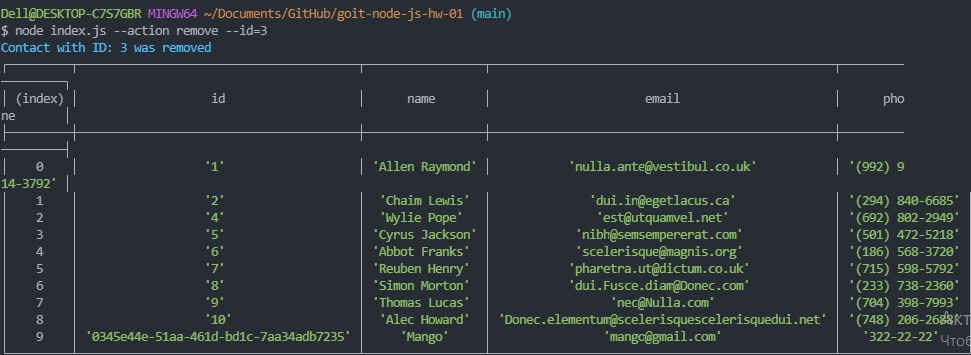 Dell@DESKTOP-C7S7GBR MINGW64 ~/Documents/GitHub/goit-node-js-hw-01 (main)
$ node index.js --action remove --id=3
Contact with ID: 3 was removed
(index) id name email pho
ne
0 '1' 'Allen Raymond' 'nulla.ante@vestibul.co.uk' '(992) 9
14-3792'
1 '2' 'Chaim Lewis' 'dui.in@egetlacus.ca' '(294) 840-6685'
2 '4' 'Wylie Pope' 'est@utquamvel.net' '(692) 802-2949'
3 '5' 'Cyrus Jackson' 'nibh@semsempererat.com' '(501) 472-5218'
4 '6' 'Abbot Franks' 'scelerisque@magnis.org' '(186) 568-3720'
5 '7' 'Reuben Henry' 'pharetra.ut@dictum.co.uk' '(715) 598-5792'
6 '8' 'Simon Morton' 'dui.Fusce.diam@Donec.com' '(233) 738-2360'
7 '9' 'Thomas Lucas' 'nec@Nulla.com' '(704) 398-7993'
8 '10' 'Alec Howard' 'Donec.elementum@scelerisquescelerisquedui.net' '(748) 206-2688'
9 '0345e44e-51aa-461d-bd1c-7aa34adb7235' 'Mango' 'mango@gmail.com' '322-22-22'
Чтоб